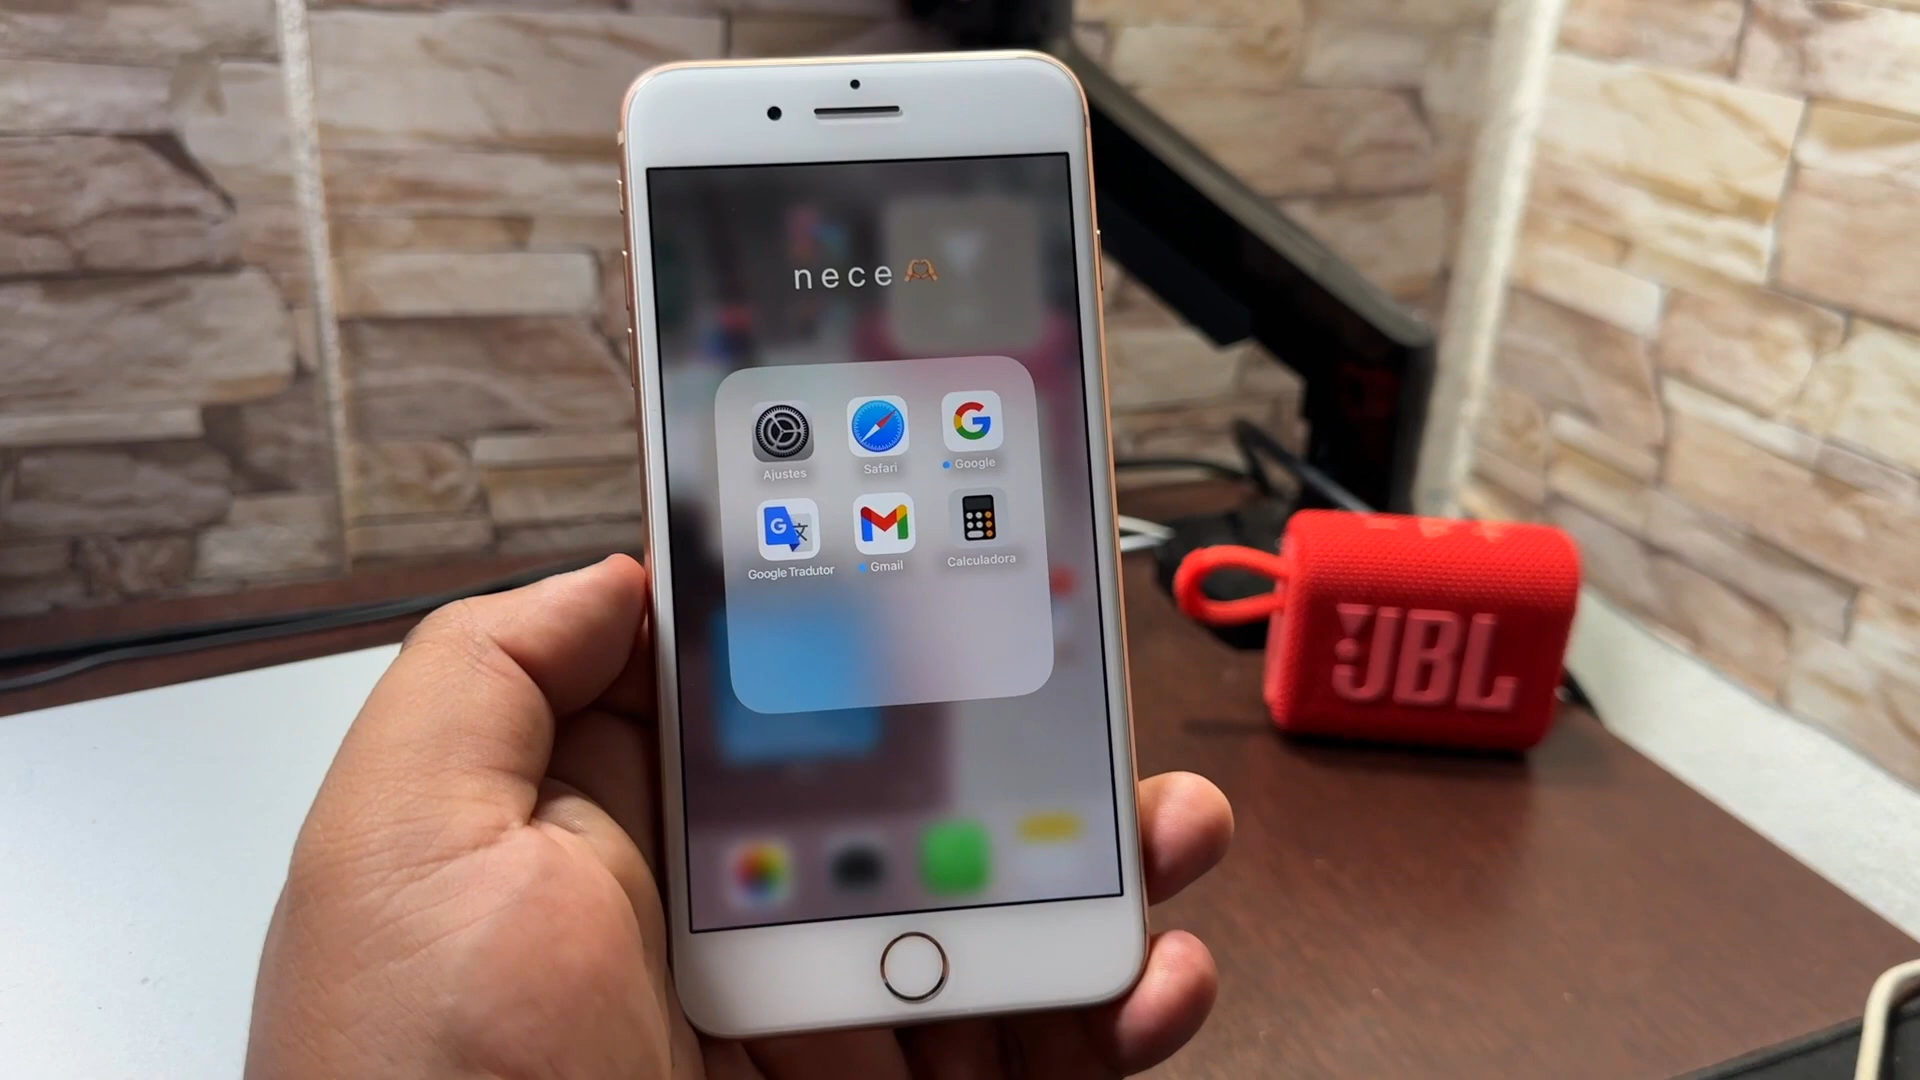 nece 🫶🏽
Ajustes Safari Google
Google Tradutor Gmail Calculadora
JBL